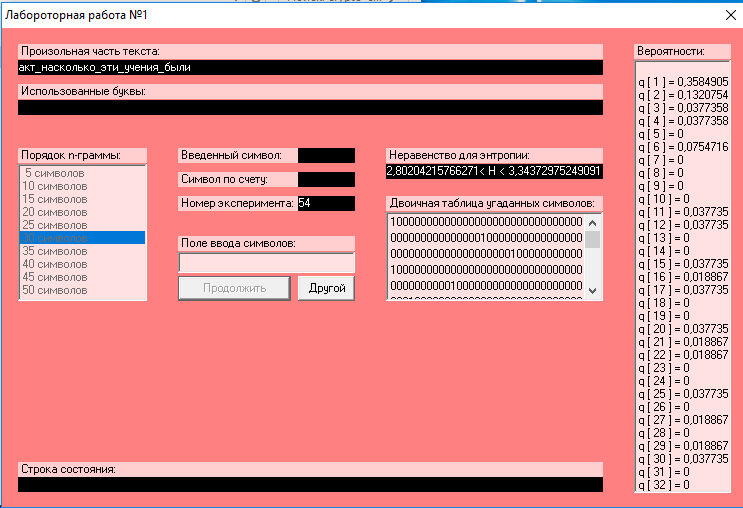 Лабороторная работа №1
Произольная часть текста:
акт_насколько_эти_учения_были
Использованные буквы:
Порядок n-граммы:
5 символов
10 символов
15 символов
20 символов
25 символов
символов
35 символов
40 символов
45 символов
50 символов
Введенный символ:
Символ по счету:
Номер эксперимента: 54
Поле ввода символов:
Продолжить
Другой
Неравенство для энтропии:
2,80204215766271< H < 3,34372975249091
Двоичная таблица угаданных символов:
Строка состояния:
Вероятности:
q [ 1 ] = 0,3584905
q [ 2 ] = 0,1320754
q [ 3 ] = 0,0377358
q [ 4 ] = 0,0377358
q [ 5 ] = 0
q [ 6 ] = 0,0754716
q [ 7 ] = 0
q [ 8 ] = 0
q [ 9 ] = 0
q [ 10 ] = 0
q [ 11 ] = 0,037735
q [ 12 ] = 0,037735
q [ 13 ] = 0
q [ 14 ] = 0
q [ 15 ] = 0,037735
q [ 16 ] = 0,018867
q [ 17 ] = 0,037735
q [ 18 ] = 0
q [ 19 ] = 0
q [ 20 ] = 0,037735
q [ 21 ] = 0,018867
q [ 22 ] = 0,018867
q [ 23 ] = 0
q [ 24 ] = 0
q [ 25 ] = 0,037735
q [ 26 ] = 0
q [ 27 ] = 0,018867
q [ 28 ] = 0
q [ 29 ] = 0,018867
q [ 30 ] = 0,037735
q [ 31 ] = 0
q [ 32 ] = 0